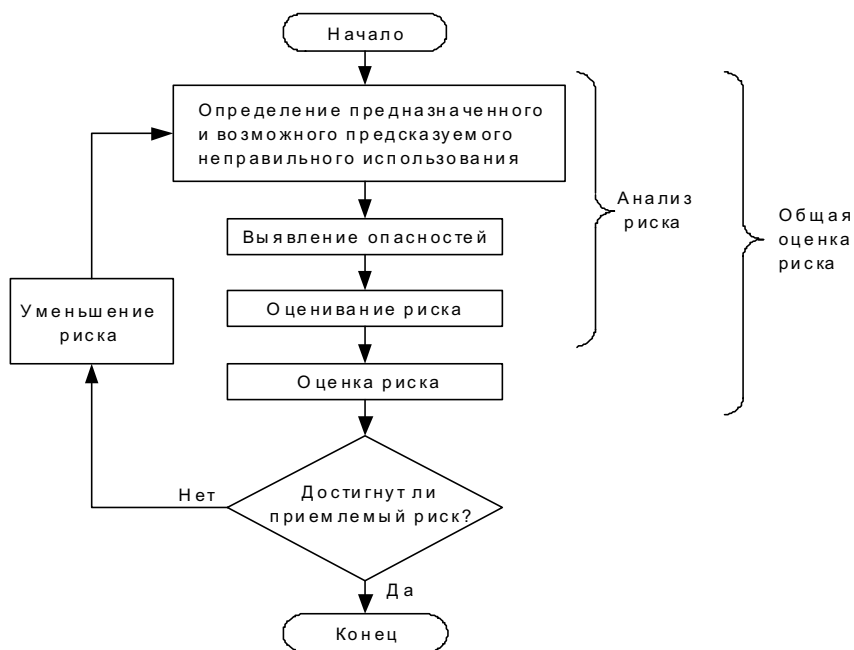 Начало
Определение предназначенного
и возможного предсказуемого
неправильного использования
Анализ
риска
Общая
оценка
риска
Выявление опасностей
Уменьшение
риска
Оценивание риска
Оценка риска
Нет
Достигнут ли
приемлемый риск?
Да
Конец